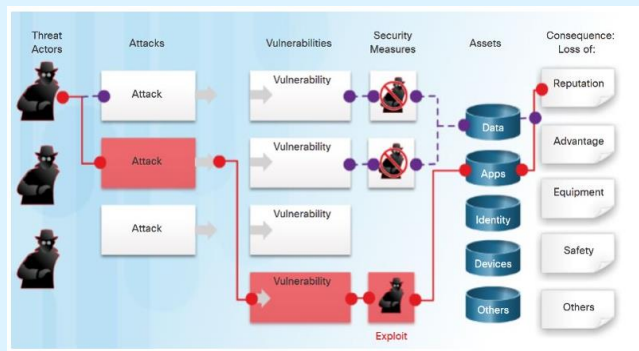 Threat
Actors
Attacks
Vulnerabilities
Security
Measures
Assets
Consequence:
Loss of:
Attack
Vulnerability
Reputation
Data
Attack
Vulnerability
Advantage
Apps
Attack
Vulnerability
Equipment
Identity
Vulnerability
Devices
Safety
Others
Others
Exploit